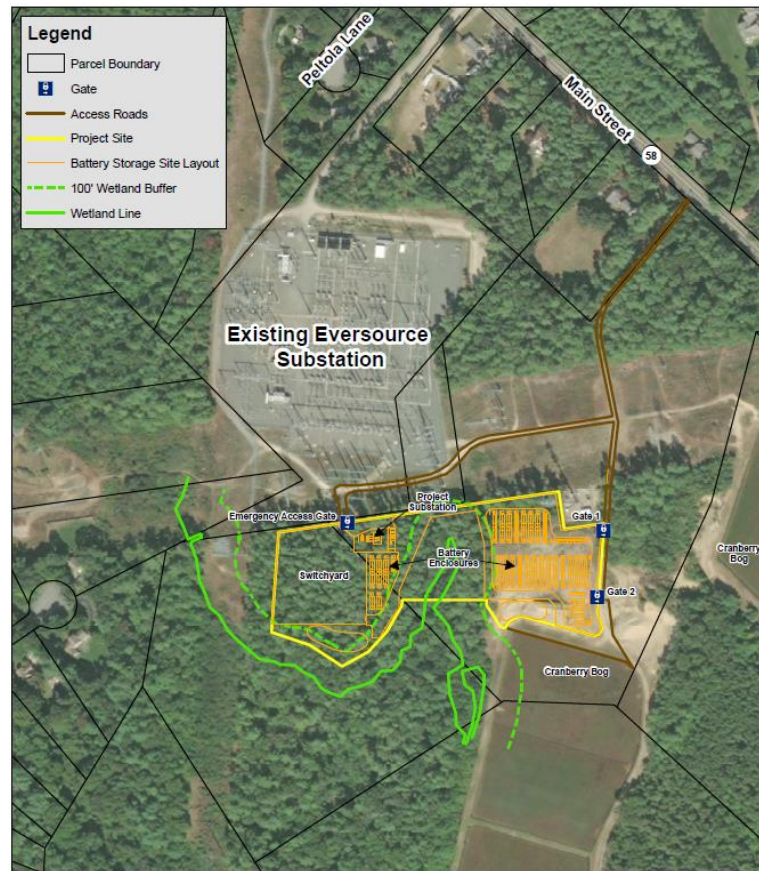 Legend
Parcel Boundary
Gate
Access Roads
Project Site
Battery Storage Site Layout
100' Wetland Buffer
Wetland Line
Peltola Lane
Main Street
58
Existing Eversource
Substation
Project
Substation
Emergency Access Gate
Gate 1
Battery
Enclosures
Switchyard
Cranberry
Bog
Gate 2
Cranberry Bog